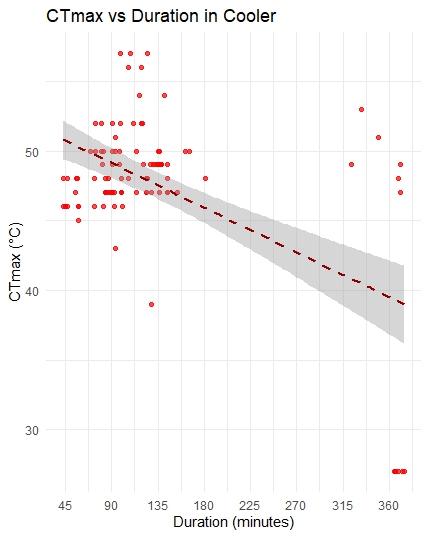 CTmax vs Duration in Cooler
CTmax (°C)
50
40
30
45 90 135 180 225 270 315 360
Duration (minutes)